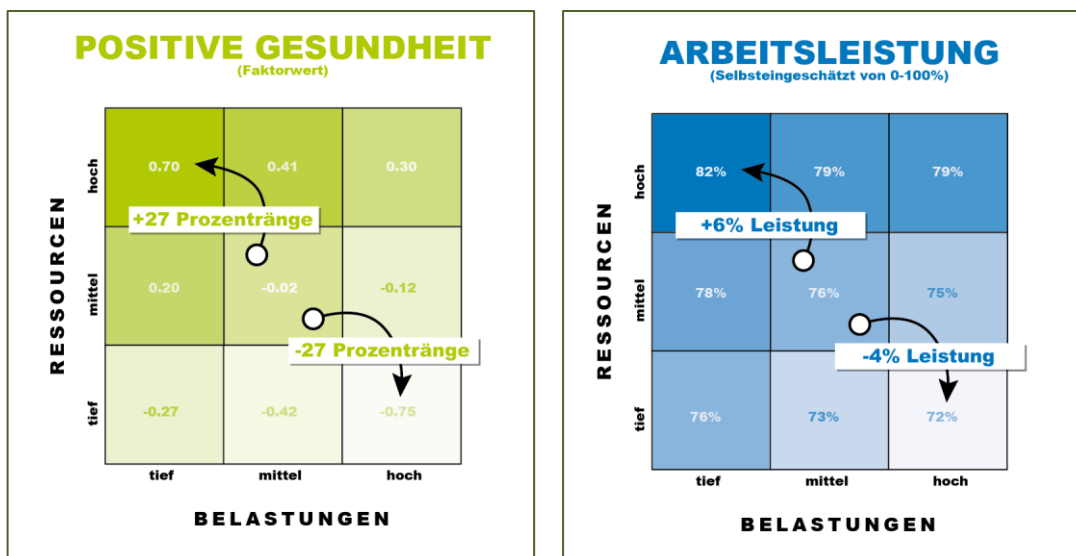 POSITIVE GESUNDHEIT
(Faktorwert)
RESSOURCEN
hoch
0.70 0.41 0.30
+27 Prozentränge
mittel
0.20 -0.02 -0.12
-27 Prozentränge
tief
-0.27 -0.42 -0.75
tief mittel hoch
BELASTUNGEN
ARBEITSLEISTUNG
(Selbsteingeschätzt von 0-100%)
RESSOURCEN
hoch
82% 79% 79%
+6% Leistung
mittel
78% 76% 75%
-4% Leistung
tief
76% 73% 72%
tief mittel hoch
BELASTUNGEN